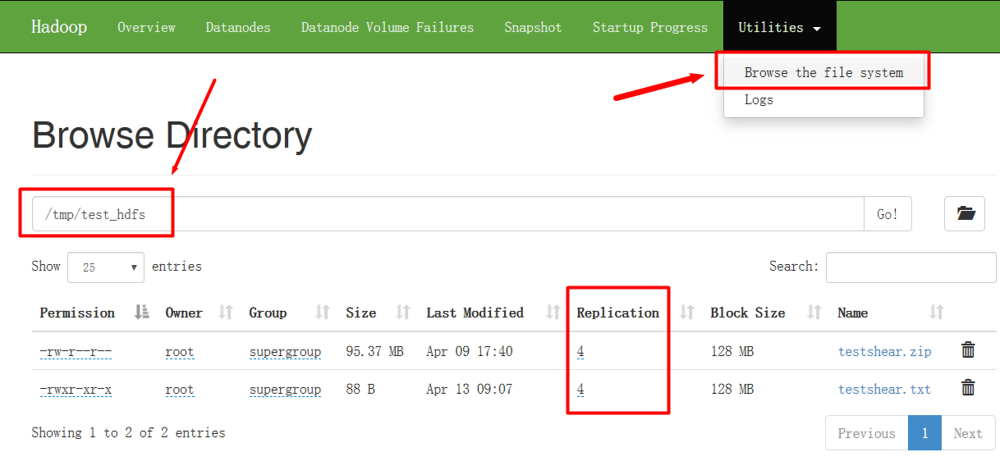 Hadoop Overview Datanodes Datanode Volume Failures Snapshot Startup Progress Utilities
Browse the file system
Logs
Browse Directory
/tmp/test_hdfs Go!
Show 25 entries Search:
Permission Owner Group Size Last Modified Replication Block Size Name
-rw-r--r-- root supergroup 95.37 MB Apr 09 17:40 4 128 MB testshear.zip
-rwxr-xr-x root supergroup 88 B Apr 13 09:07 4 128 MB testshear.txt
Showing 1 to 2 of 2 entries Previous 1 Next